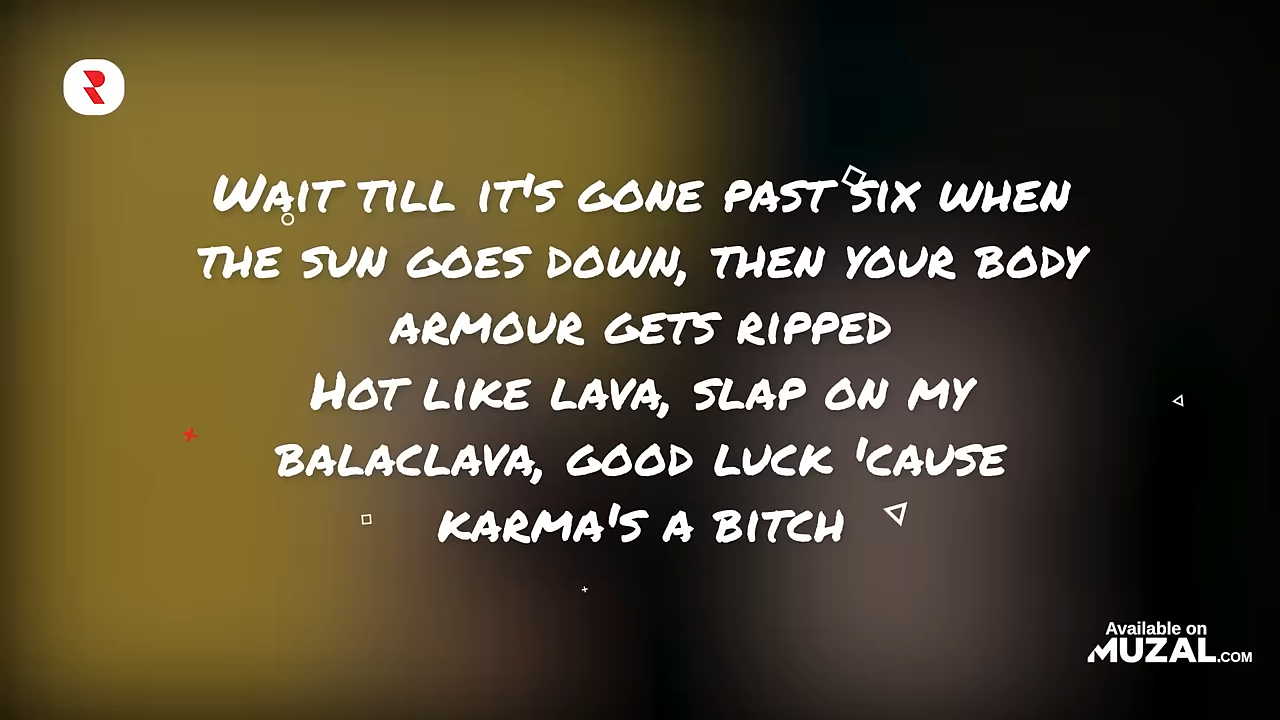 Wait till it's gone past six when
the sun goes down, then your body
armour gets ripped
Hot like lava, slap on my
balaclava, good luck 'cause
karma's a bitch
Available on
MUZAL.COM